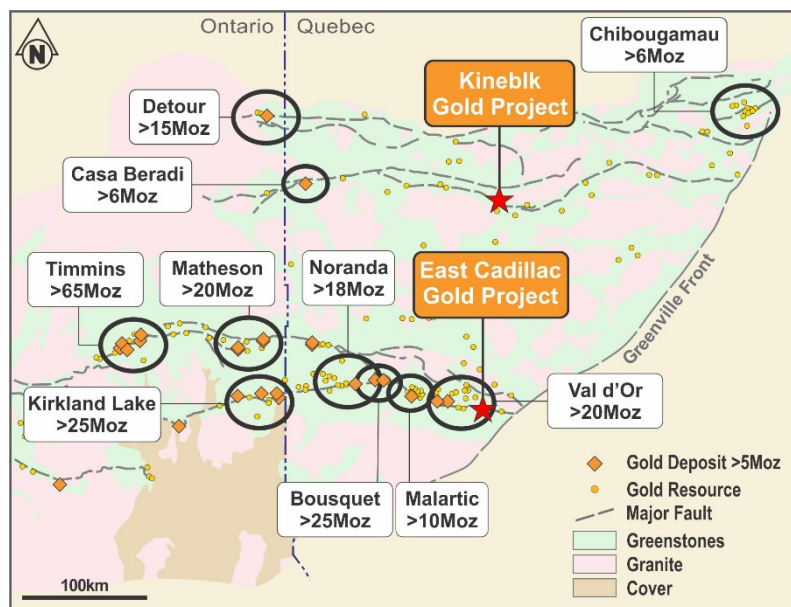 Ontario
Quebec
N
Chibougamau
>6Moz
Kineblk
Gold Project
Detour
>15Moz
Casa Beradi
>6Moz
Timmins
>65Moz
Matheson
>20Moz
Noranda
>18Moz
East Cadillac
Gold Project
Greenville Front
Kirkland Lake
>25Moz
Val d'Or
>20Moz
Bousquet
>25Moz
Malartic
>10Moz
Gold Deposit >5Moz
Gold Resource
Major Fault
Greenstones
Granite
Cover
100km